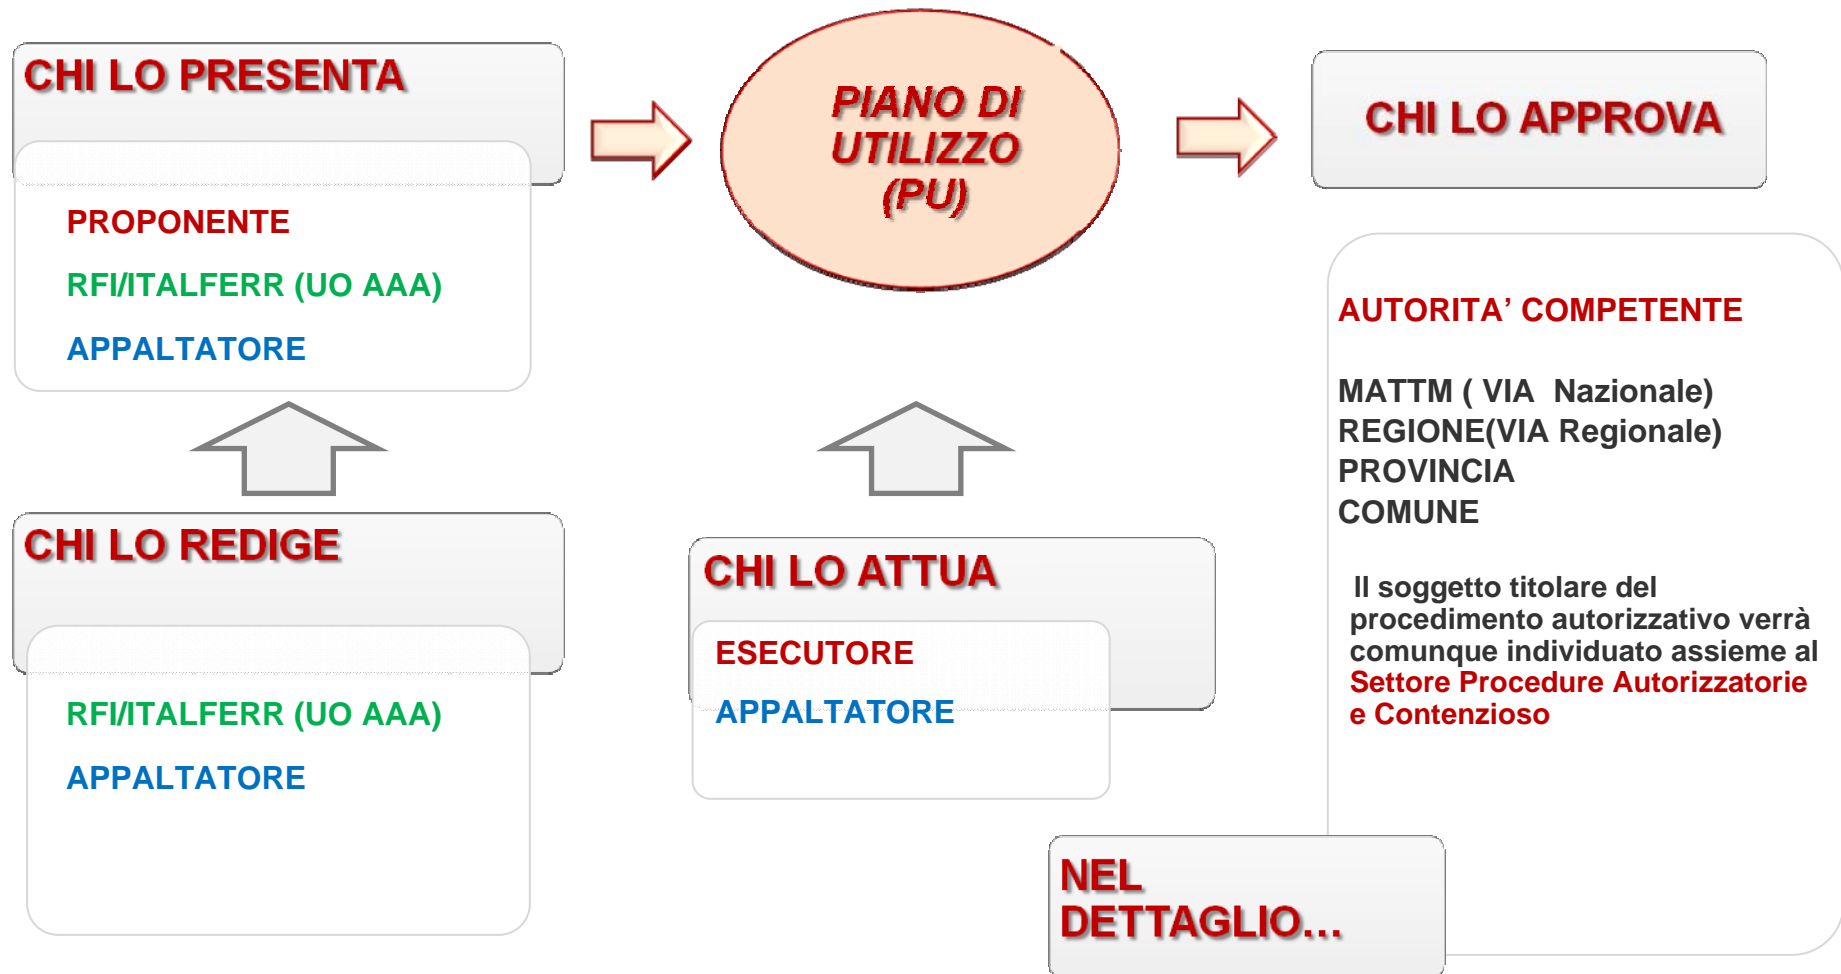 CHI LO PRESENTA
PROPONENTE
RFI/ITALFERR (UO AAA)
APPALTATORE
PIANO DI
UTILIZZO
(PU)
CHI LO APPROVA
AUTORITA’ COMPETENTE
MATTM ( VIA Nazionale)
REGIONE(VIA Regionale)
PROVINCIA
COMUNE
Il soggetto titolare del
procedimento autorizzativo verrà
comunque individuato assieme al
Settore Procedure Autorizzatorie
e Contenzioso
CHI LO REDIGE
RFI/ITALFERR (UO AAA)
APPALTATORE
CHI LO ATTUA
ESECUTORE
APPALTATORE
NEL
DETTAGLIO...